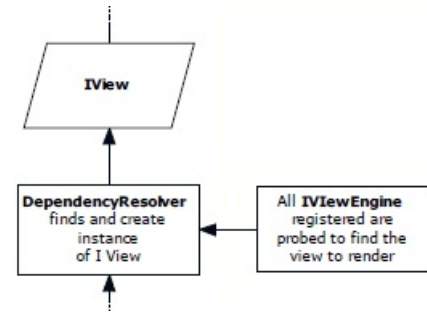 IView
DependencyResolver
finds and create
instance
of I View
All IVIewEngine
registered are
probed to find the
view to render